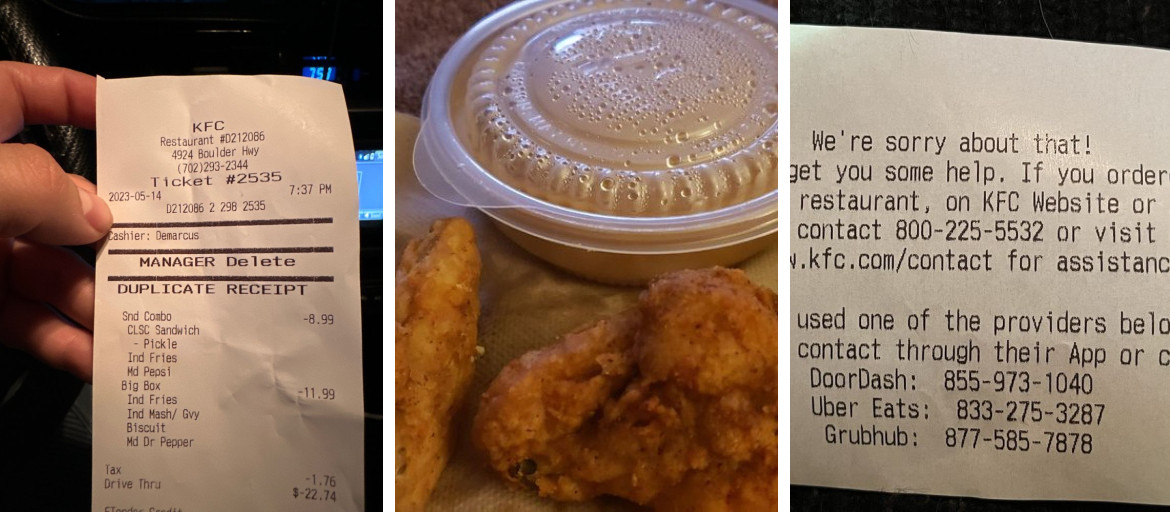 KFC
Restaurant #D212086
4924 Boulder Hwy
(702)293-2344
Ticket #2535
2023-05-14 7:37 PM
D212086 2 298 2535
Cashier: Demarcus
MANAGER Delete
DUPLICATE RECEIPT
Snd Combo -8.99
CLSC Sandwich
- Pickle
Ind Fries
Md Pepsi
Big Box -11.99
Ind Fries
Ind Mash/ Gvy
Biscuit
Md Dr Pepper
Tax -1.76
Drive Thru $-22.74
751
We're sorry about that!
get you some help. If you order
restaurant, on KFC Website or
contact 800-225-5532 or visit
.kfc.com/contact for assistanc
used one of the providers belo
contact through their App or c
DoorDash: 855-973-1040
Uber Eats: 833-275-3287
Grubhub: 877-585-7878